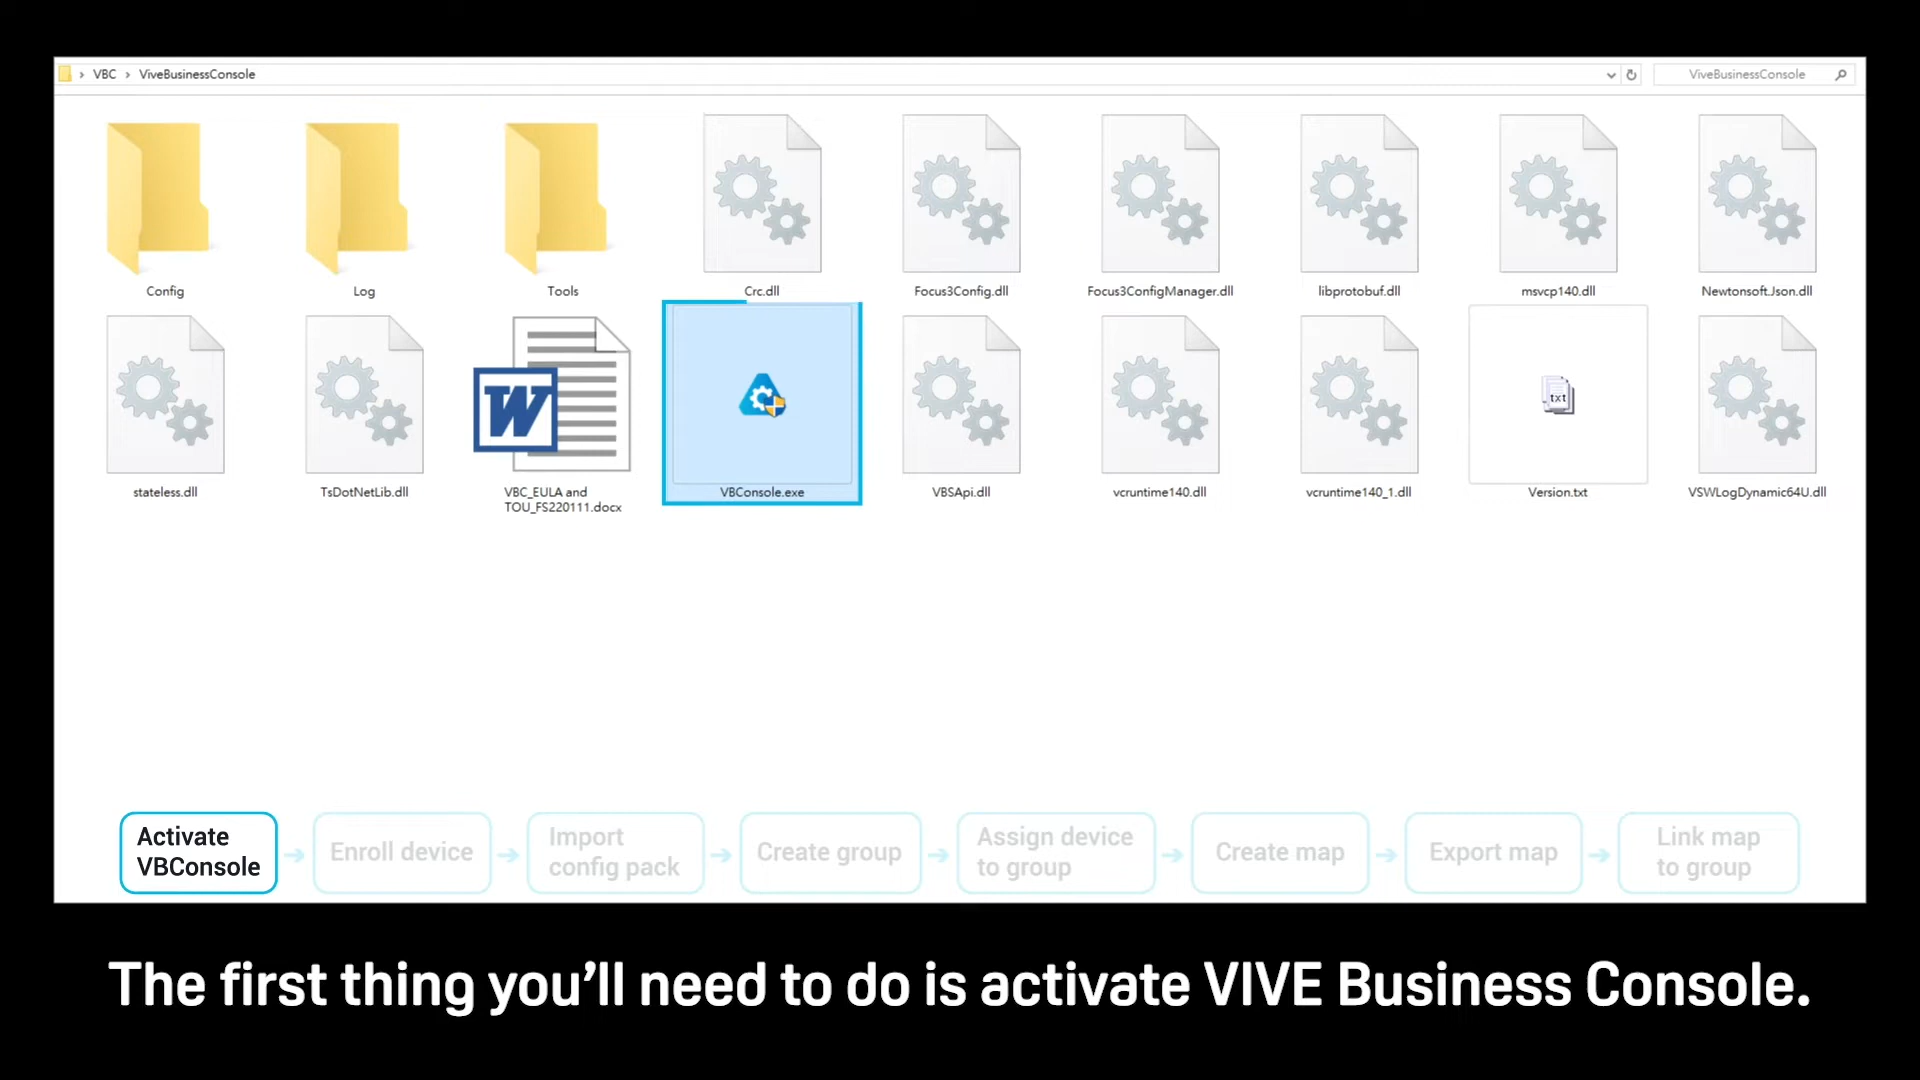 VBC > ViveBusinessConsole
ViveBusinessConsole
Config
Log
Tools
Crc.dll
Focus3Config.dll
Focus3ConfigManager.dll
libprotobuf.dll
msvcp140.dll
Newtonsoft.Json.dll
stateless.dll
TsDotNetLib.dll
W
VBC_EULA and
TOU_FS220111.docx
VBConsole.exe
VBSApi.dll
vcruntime140.dll
vcruntime140_1.dll
txt
Version.txt
VSWLogDynamic64U.dll
Activate
VBConsole
Enroll device
Import
config pack
Create group
Assign device
to group
Create map
Export map
Link map
to group
The first thing you’ll need to do is activate VIVE Business Console.